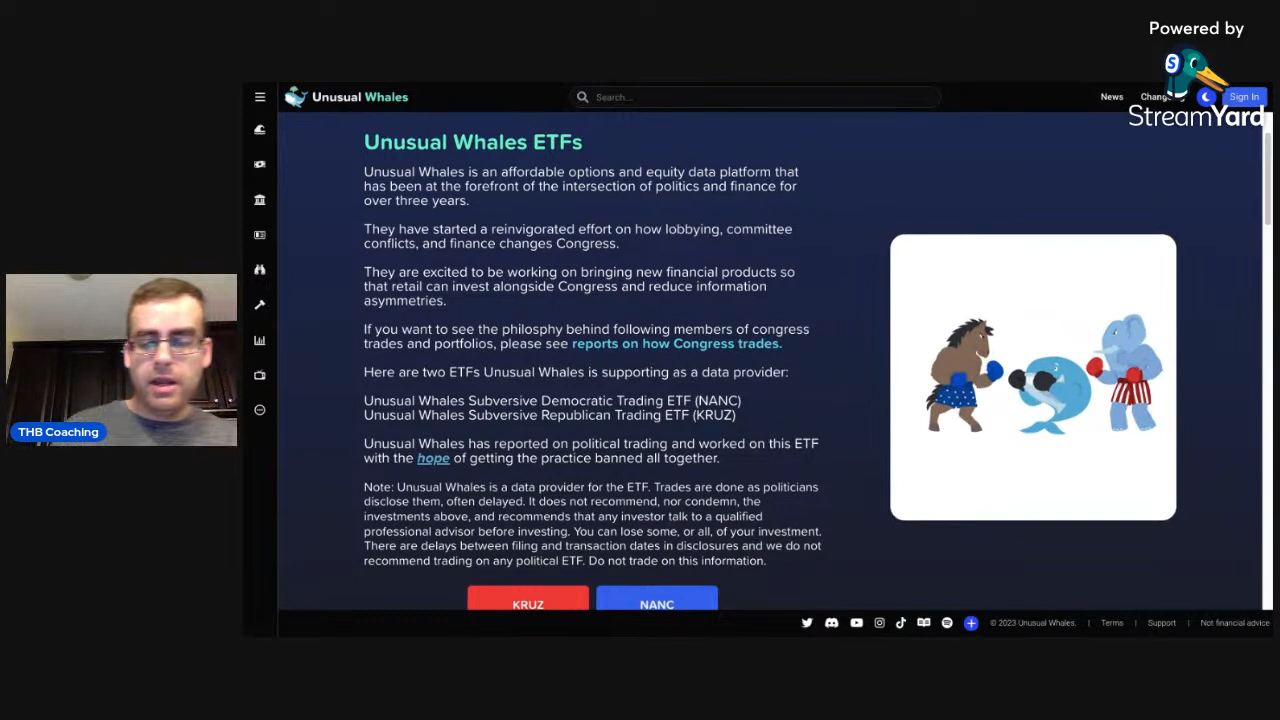 Powered by
StreamYard
Unusual Whales
Search...
News
Sign In
Unusual Whales ETFs
Unusual Whales is an affordable options and equity data platform that
has been at the forefront of the intersection of politics and finance for
over three years.
They have started a reinvigorated effort on how lobbying, committee
conflicts, and finance changes Congress.
They are excited to be working on bringing new financial products so
that retail can invest alongside Congress and reduce information
asymmetries.
If you want to see the philosphy behind following members of congress
trades and portfolios, please see reports on how Congress trades.
Here are two ETFs Unusual Whales is supporting as a data provider:
Unusual Whales Subversive Democratic Trading ETF (NANC)
Unusual Whales Subversive Republican Trading ETF (KRUZ)
Unusual Whales has reported on political trading and worked on this ETF
with the hope of getting the practice banned all together.
Note: Unusual Whales is a data provider for the ETF. Trades are done as politicians
disclose them, often delayed. It does not recommend, nor condemn, the
investments above, and recommends that any investor talk to a qualified
professional advisor before investing. You can lose some, or all, of your investment.
There are delays between filing and transaction dates in disclosures and we do not
recommend trading on any political ETF. Do not trade on this information.
KRUZ
NANC
THB Coaching
© 2023 Unusual Whales.
Terms
Support
Not financial advice